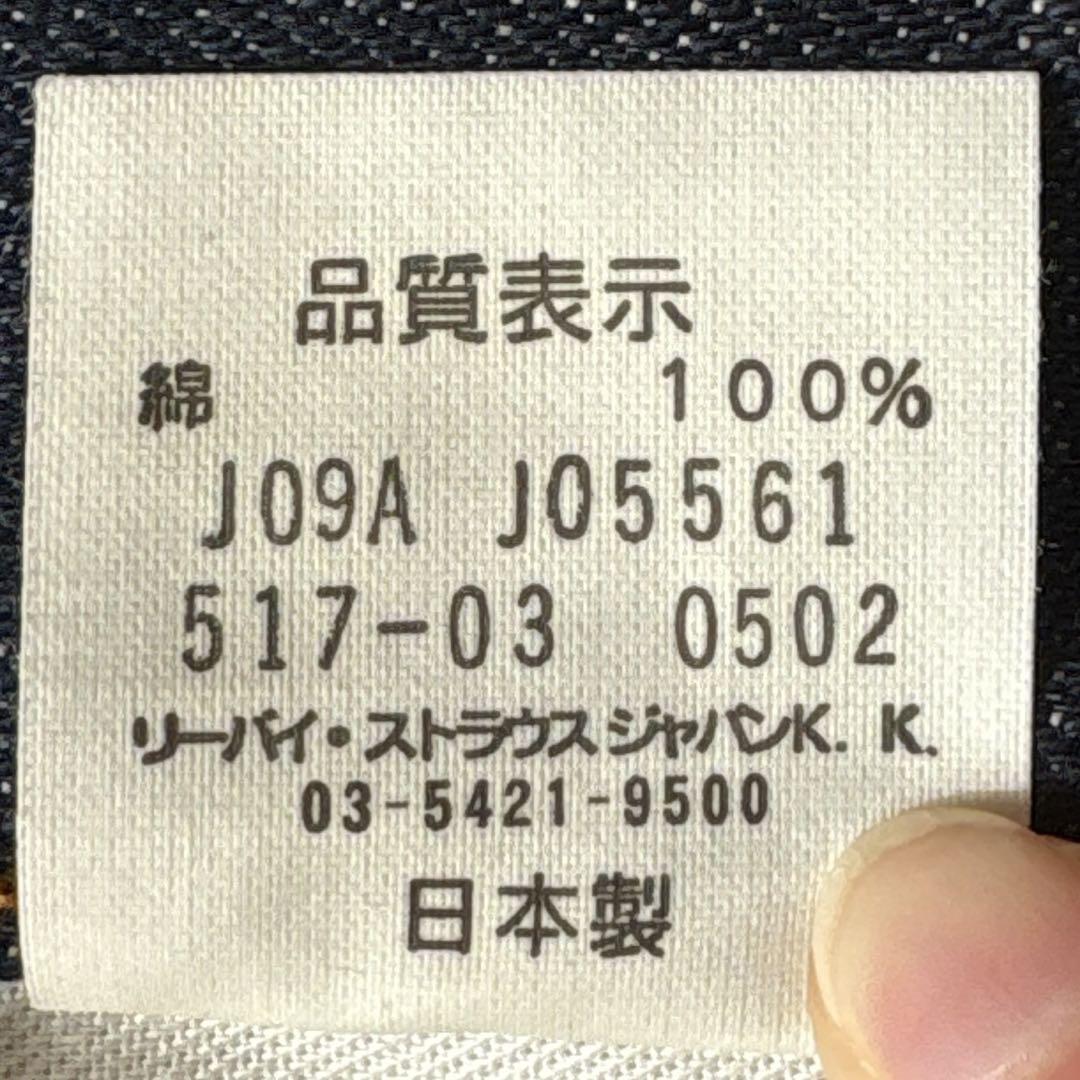 品質表示
綿 100%
J09A J05561
517-03 0502
リーバイ・ストラウスジャパンK. K.
03-5421-9500
日本製